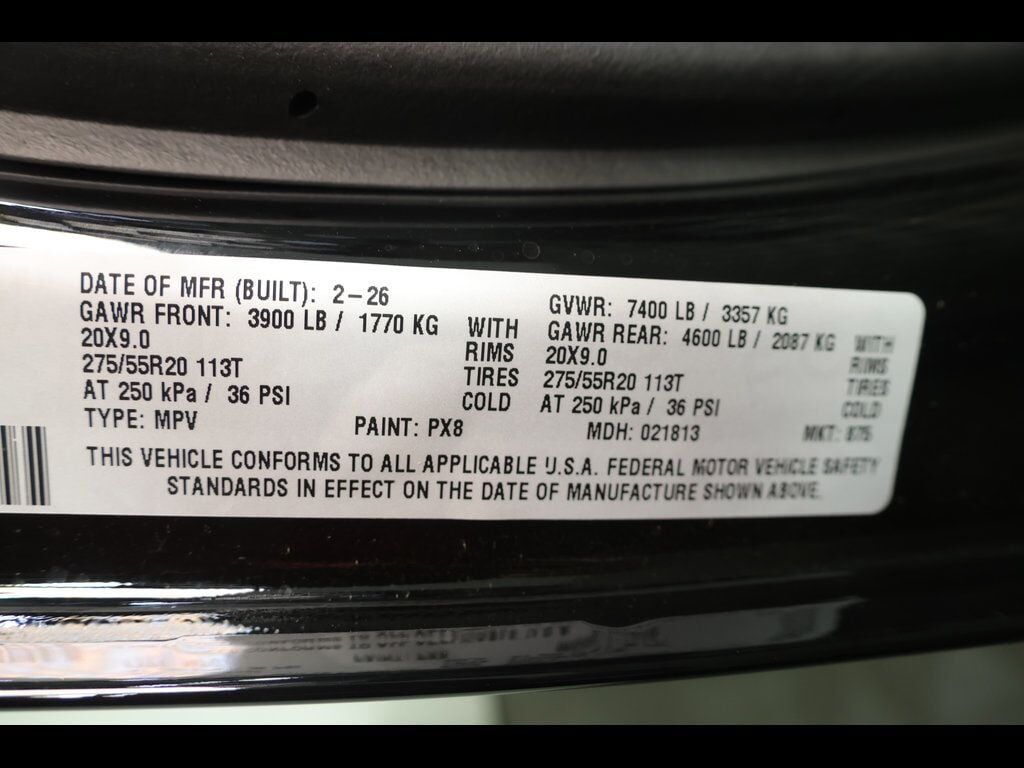 DATE OF MFR (BUILT): 2-26
GVWR: 7400 LB / 3357 KG
GAWR FRONT: 3900 LB / 1770 KG WITH
GAWR REAR: 4600 LB / 2087 KG WITH
20X9.0 RIMS
20X9.0 RIMS
275/55R20 113T TIRES
275/55R20 113T TIRES
AT 250 kPa / 36 PSI COLD
AT 250 kPa / 36 PSI COLD
TYPE: MPV PAINT: PX8 MDH: 021813 MKT:
THIS VEHICLE CONFORMS TO ALL APPLICABLE U.S.A. FEDERAL MOTOR VEHICLE SAFETY
STANDARDS IN EFFECT ON THE DATE OF MANUFACTURE SHOWN ABOVE.